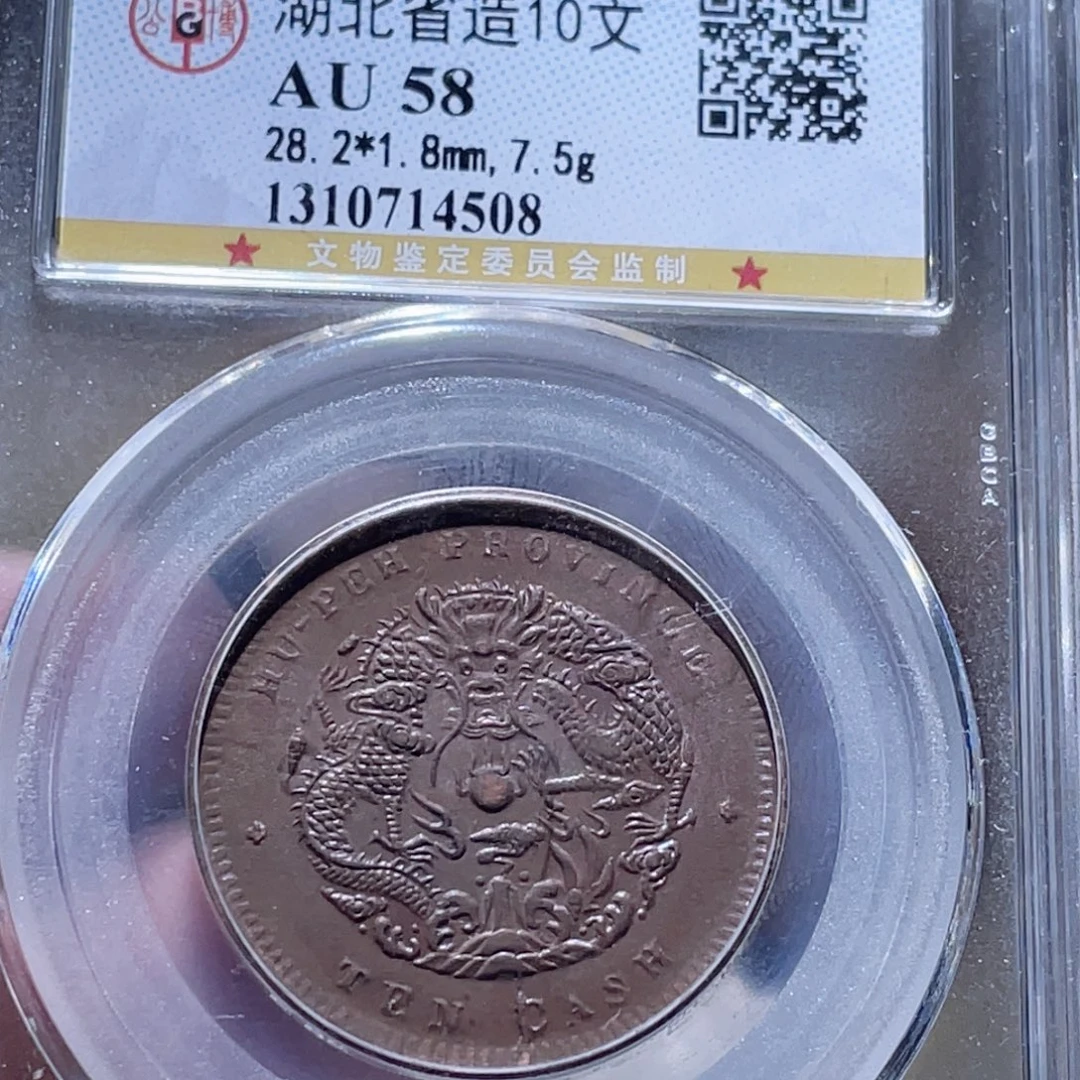 湖北省造10文
AU 58
28.2*1.8mm,7.5g
1310714508
★ 文物鉴定委员会监制 ★
GBCA
HU-PEH PROVINCE
TEN CASH